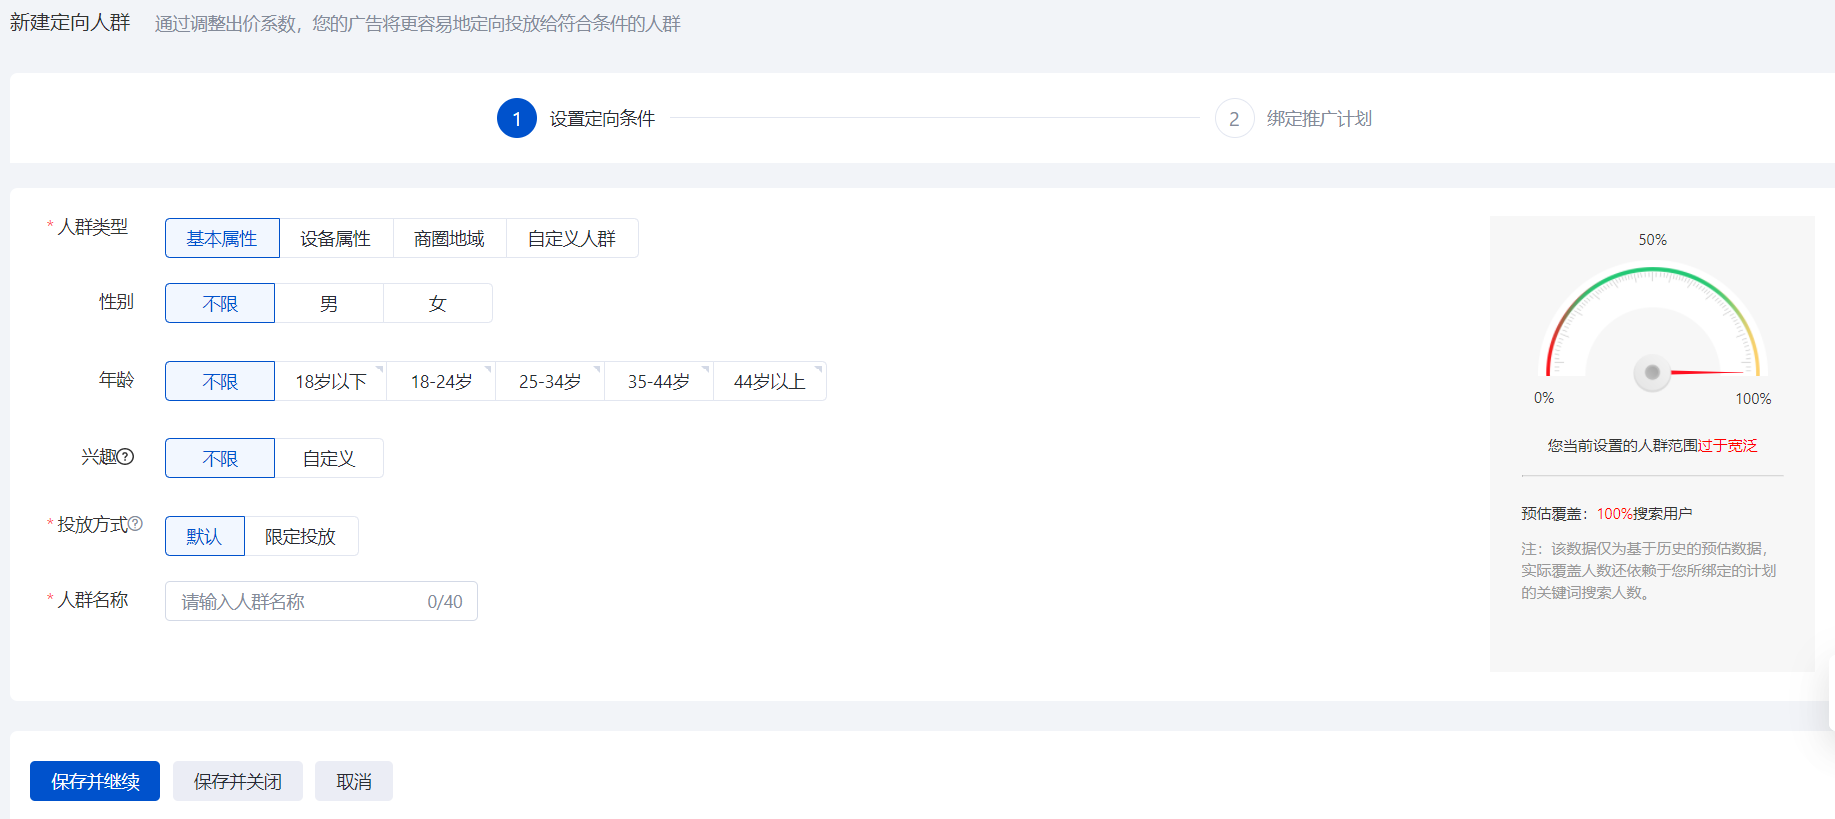 新建定向人群 通过调整出价系数，您的广告将更容易地定向投放给符合条件的人群
1 设置定向条件 2 绑定推广计划
* 人群类型 基本属性 设备属性 商圈地域 自定义人群
性别 不限 男 女
年龄 不限 18岁以下 18-24岁 25-34岁 35-44岁 44岁以上
兴趣? 不限 自定义
* 投放方式? 默认 限定投放
* 人群名称 请输入人群名称 0/40
50%
0% 100%
您当前设置的人群范围过于宽泛
预估覆盖：100%搜索用户
注：该数据仅为基于历史的预估数据，
实际覆盖人数还依赖于您所绑定的计划
的关键词搜索人数。
保存并继续 保存并关闭 取消